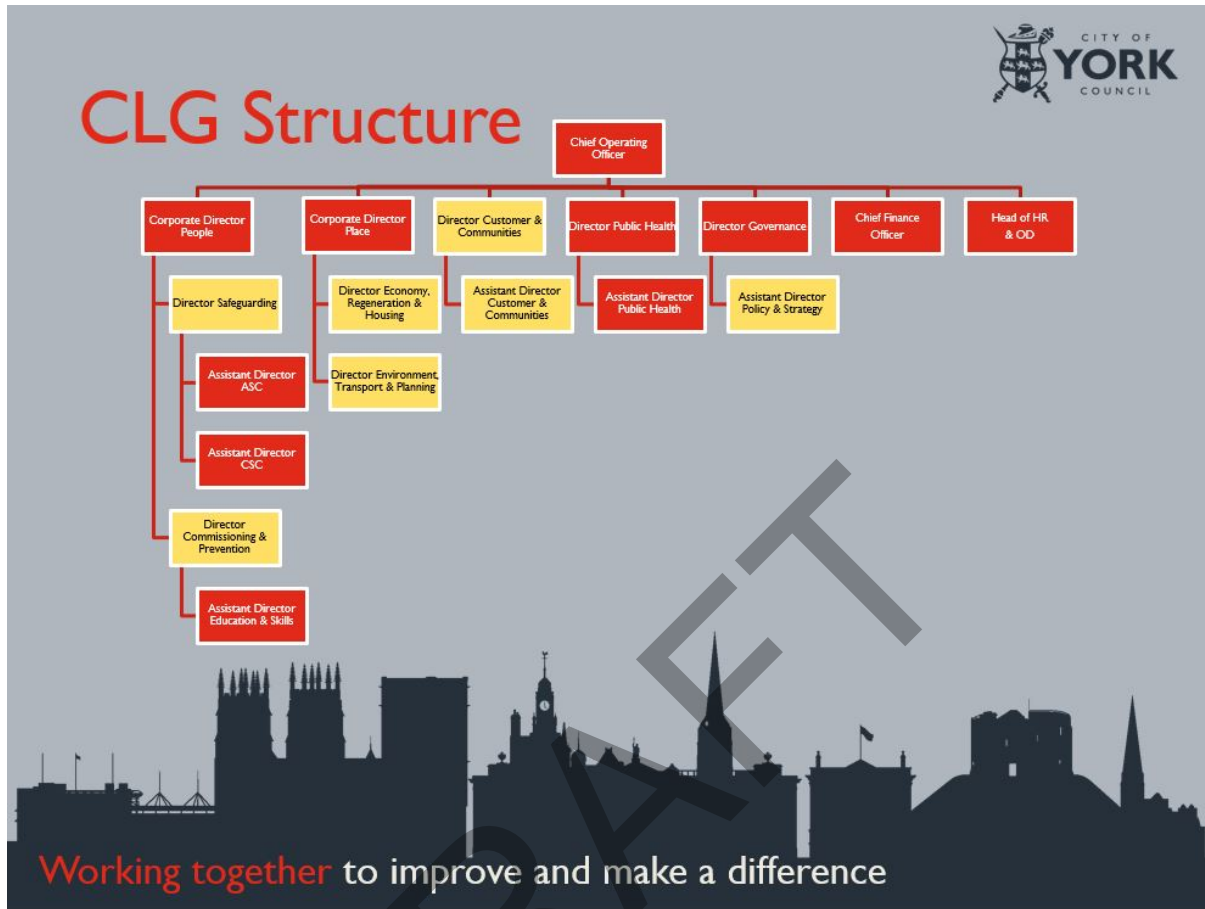 CITY OF
YORK
COUNCIL
CLG Structure
Chief Operating
Officer
Corporate Director
People
Corporate Director
Place
Director Customer &
Communities
Director Public Health
Director Governance
Chief Finance
Officer
Head of HR
& OD
Director Safeguarding
Director Economy,
Regeneration &
Housing
Assistant Director
Customer &
Communities
Assistant Director
Public Health
Assistant Director
Policy & Strategy
Assistant Director
ASC
Director Environment,
Transport & Planning
Assistant Director
CSC
Director
Commissioning &
Prevention
Assistant Director
Education & Skills
Working together to improve and make a difference